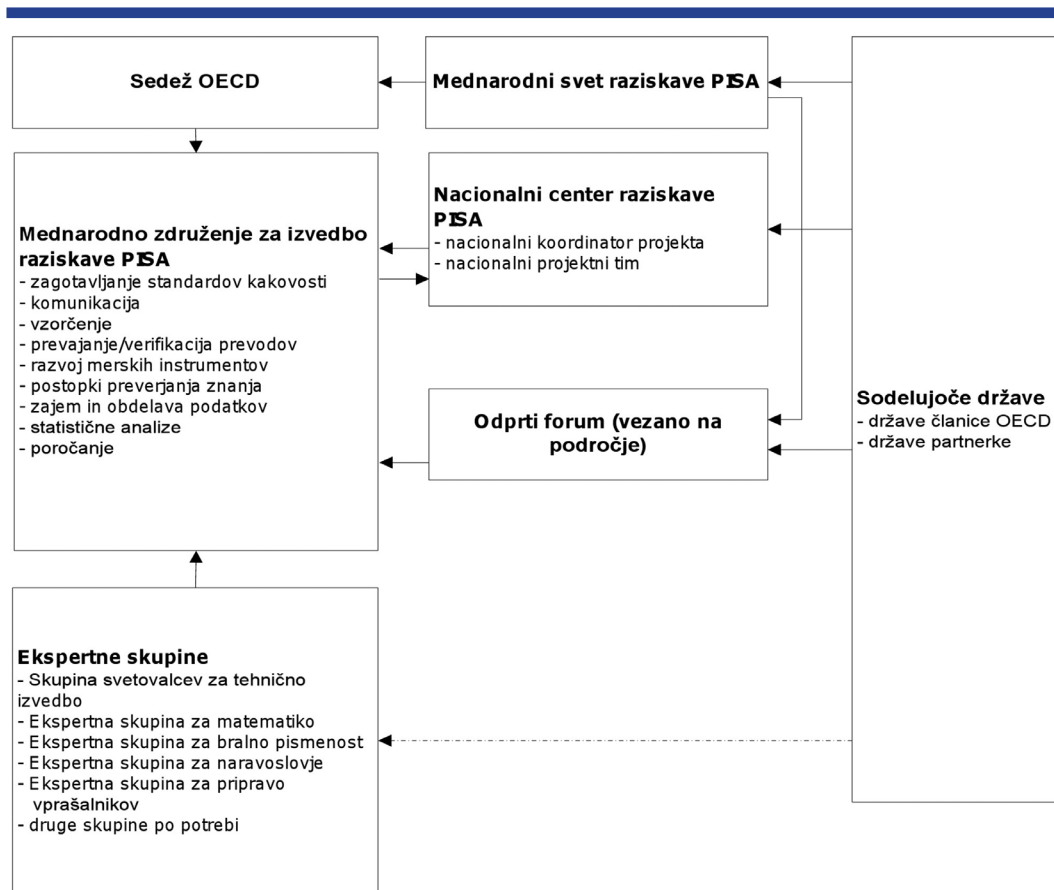 Sedež OECD
Mednarodni svet raziskave PISA
Mednarodno združenje za izvedbo
raziskave PISA
- zagotavljanje standardov kakovosti
- komunikacija
- vzorčenje
- prevajanje/verifikacija prevodov
- razvoj merskih instrumentov
- postopki preverjanja znanja
- zajem in obdelava podatkov
- statistične analize
- poročanje
Nacionalni center raziskave
PISA
- nacionalni koordinator projekta
- nacionalni projektni tim
Odprti forum (vezano na
področje)
Sodelujoče države
- države članice OECD
- države partnerke
Ekspertne skupine
- Skupina svetovalcev za tehnično
izvedbo
- Ekspertna skupina za matematiko
- Ekspertna skupina za bralno pismenost
- Ekspertna skupina za naravoslovje
- Ekspertna skupina za pripravo
vprašalnikov
- druge skupine po potrebi